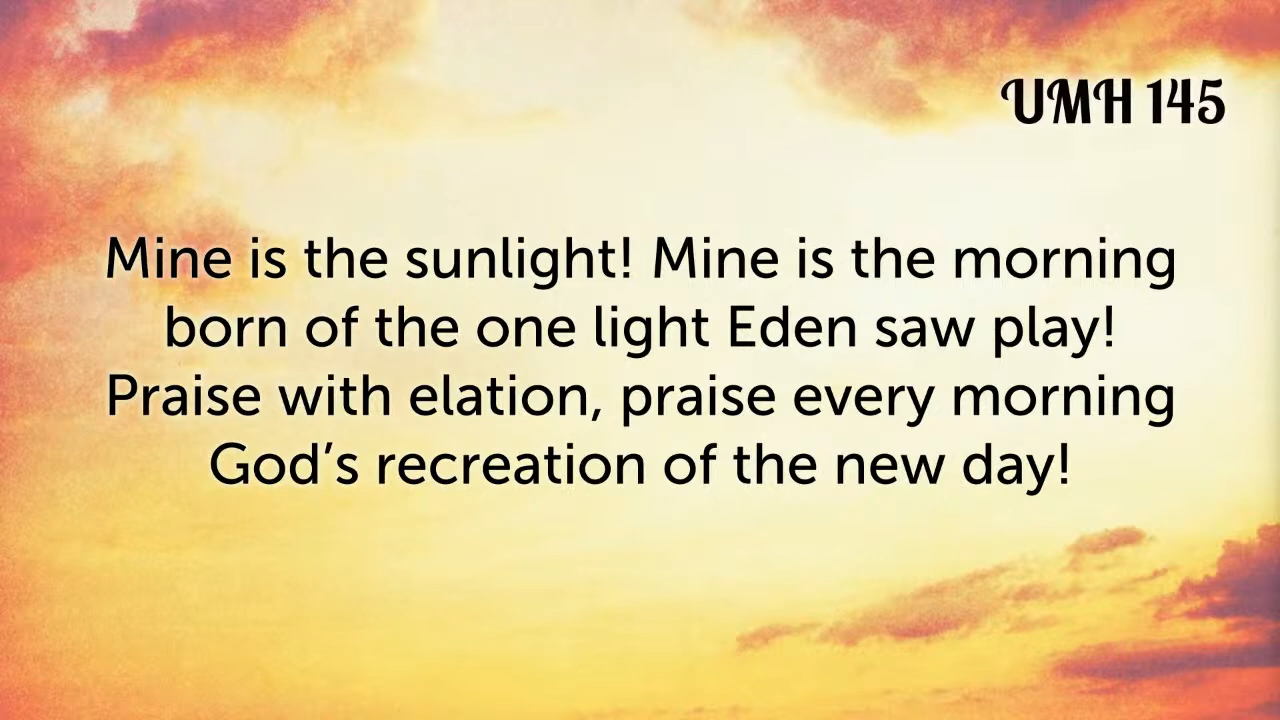 UMH 145
Mine is the sunlight! Mine is the morning
born of the one light Eden saw play!
Praise with elation, praise every morning
God’s recreation of the new day!